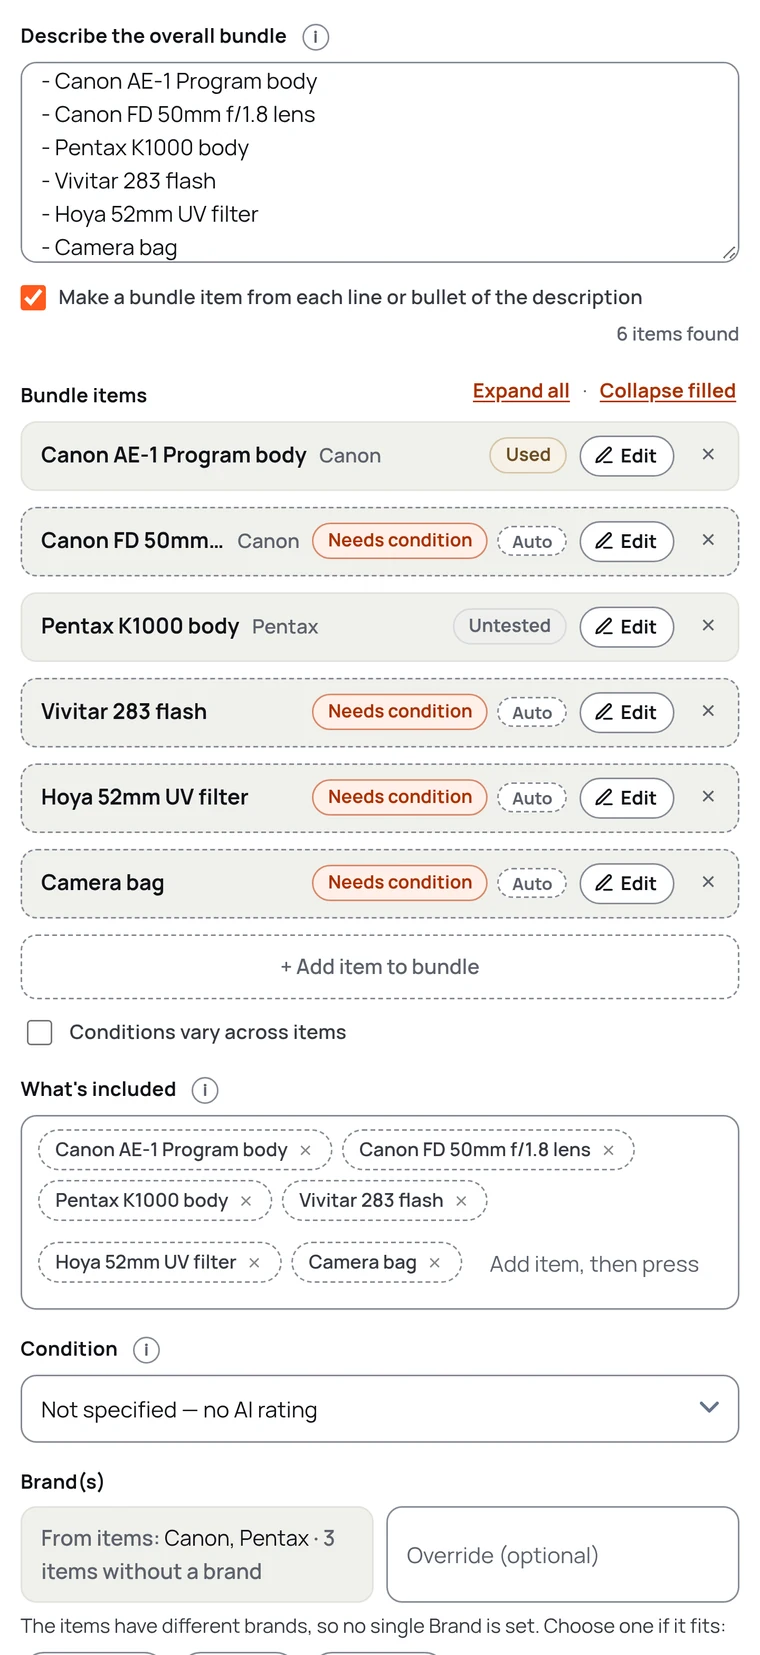 Describe the overall bundle i
- Canon AE-1 Program body
- Canon FD 50mm f/1.8 lens
- Pentax K1000 body
- Vivitar 283 flash
- Hoya 52mm UV filter
- Camera bag
Make a bundle item from each line or bullet of the description
6 items found
Bundle items Expand all · Collapse filled
Canon AE-1 Program body Canon Used Edit ×
Canon FD 50mm... Canon Needs condition Auto Edit ×
Pentax K1000 body Pentax Untested Edit ×
Vivitar 283 flash Needs condition Auto Edit ×
Hoya 52mm UV filter Needs condition Auto Edit ×
Camera bag Needs condition Auto Edit ×
+ Add item to bundle
Conditions vary across items
What's included i
Canon AE-1 Program body × Canon FD 50mm f/1.8 lens ×
Pentax K1000 body × Vivitar 283 flash ×
Hoya 52mm UV filter × Camera bag × Add item, then press
Condition i
Not specified — no AI rating
Brand(s)
From items: Canon, Pentax · 3
items without a brand
Override (optional)
The items have different brands, so no single Brand is set. Choose one if it fits: